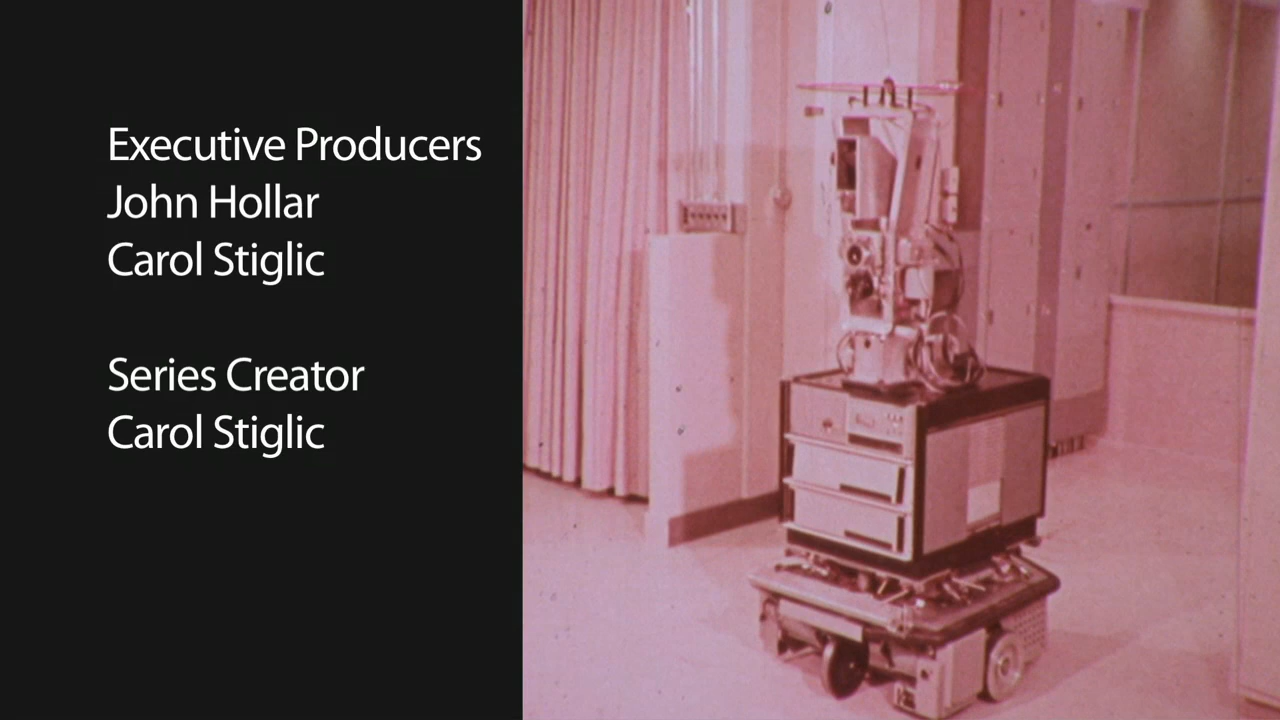 Executive Producers
John Hollar
Carol Stiglic
Series Creator
Carol Stiglic